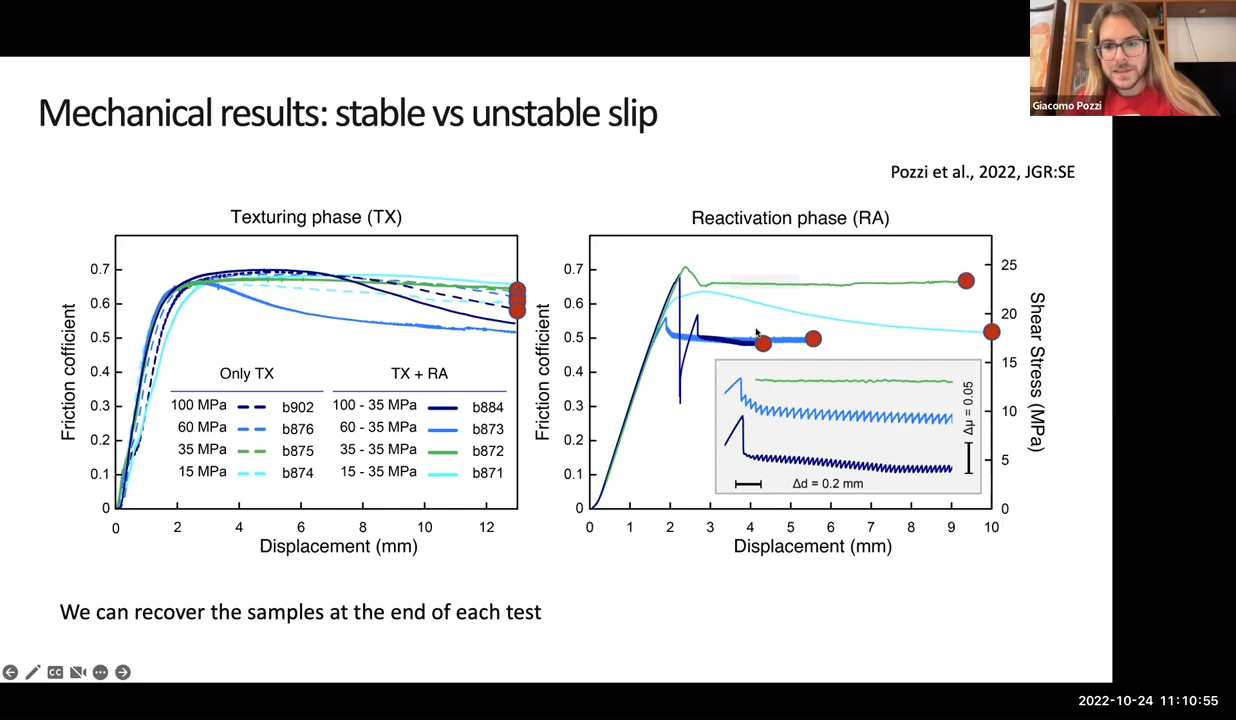 Giacomo Pozzi
Mechanical results: stable vs unstable slip
Pozzi et al., 2022, JGR:SE
Texturing phase (TX)
Friction cofficient
0.7
0.6
0.5
0.4
0.3
0.2
0.1
0
0 2 4 6 8 10 12
Displacement (mm)
Only TX TX + RA
100 MPa b902 100 - 35 MPa b884
60 MPa b876 60 - 35 MPa b873
35 MPa b875 35 - 35 MPa b872
15 MPa b874 15 - 35 MPa b871
Reactivation phase (RA)
Friction cofficient
0.7
0.6
0.5
0.4
0.3
0.2
0.1
0
0 1 2 3 4 5 6 7 8 9 10
Displacement (mm)
25
20
15
10
5
0
Shear Stress (MPa)
Δμ = 0.05
Δd = 0.2 mm
We can recover the samples at the end of each test
CC
2022-10-24 11:10:55